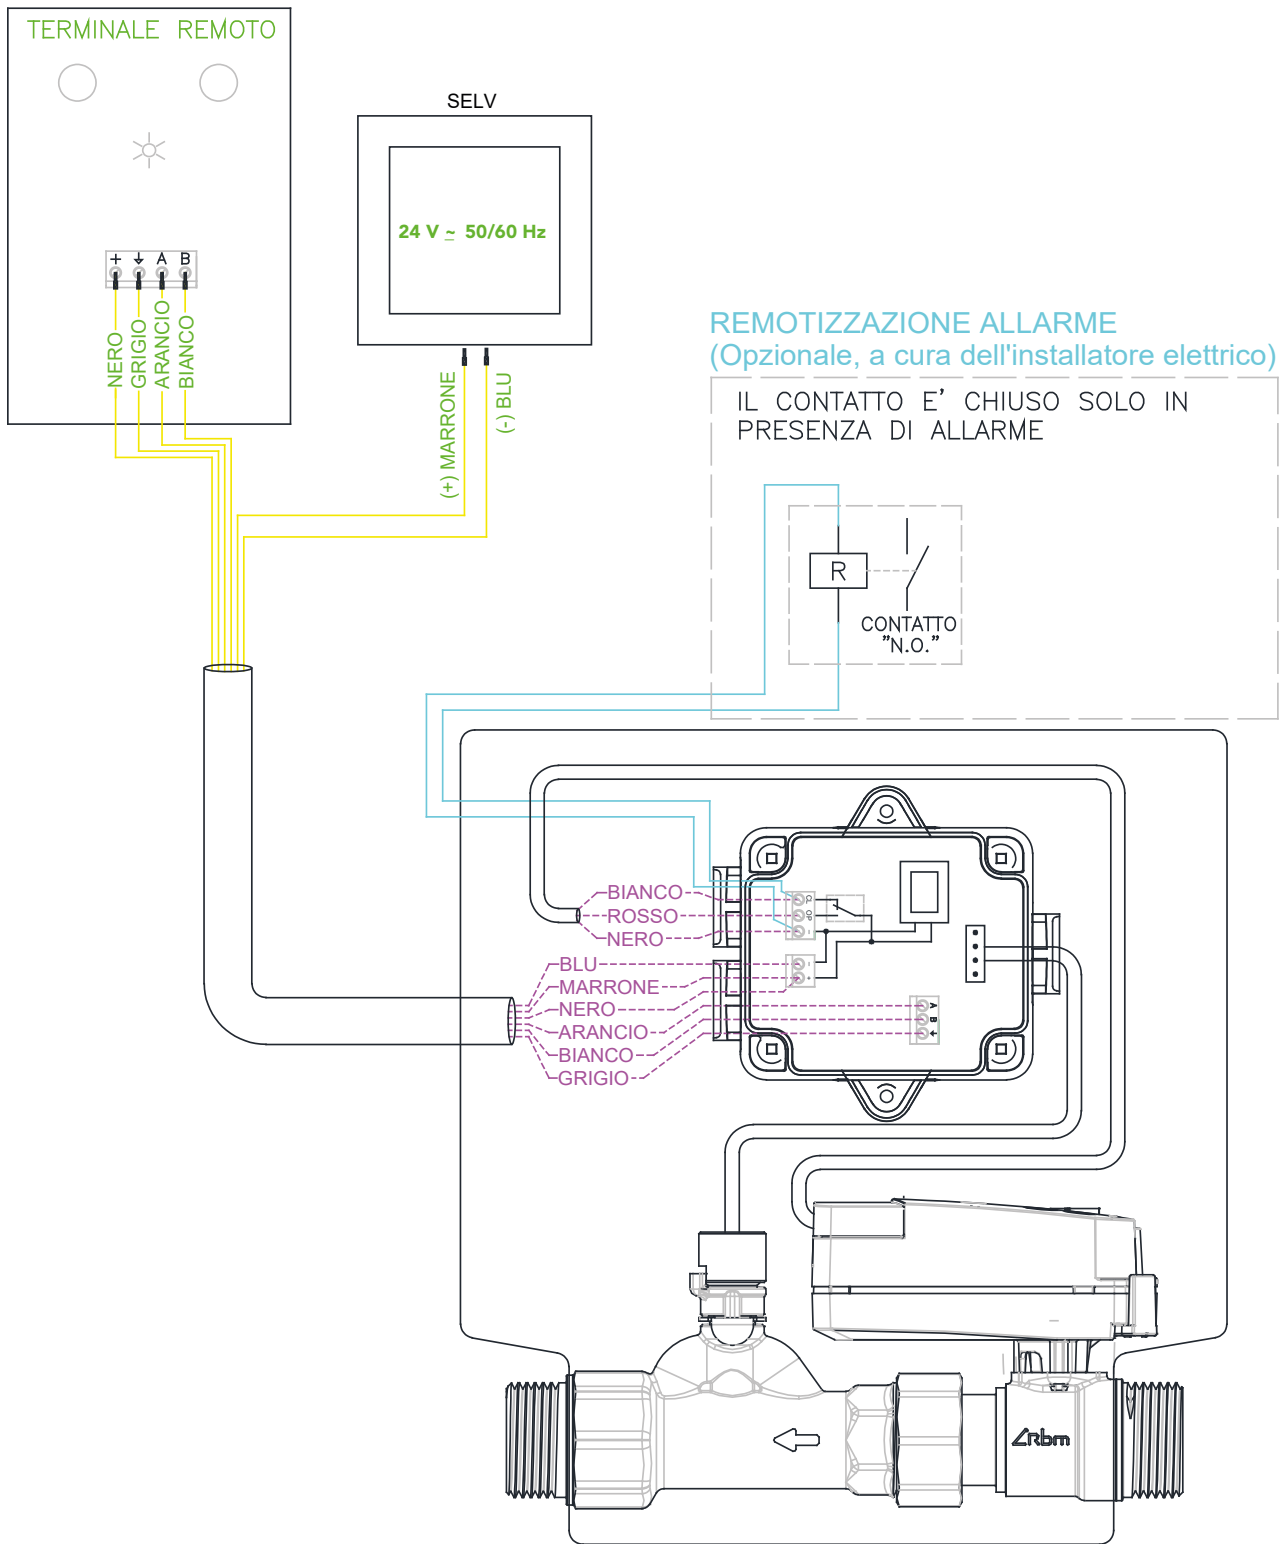 TERMINALE REMOTO
+ A B
NERO
GRIGIO
ARANCIO
BIANCO
SELV
24 V ~ 50/60 Hz
(+) MARRONE
(-) BLU
REMOTIZZAZIONE ALLARME
(Opzionale, a cura dell'installatore elettrico)
IL CONTATTO E' CHIUSO SOLO IN
PRESENZA DI ALLARME
R
CONTATTO
"N.O."
BIANCO
ROSSO
NERO
CL
OP
-
BLU
MARRONE
NERO
ARANCIO
BIANCO
GRIGIO
-
+
A
B
rbm